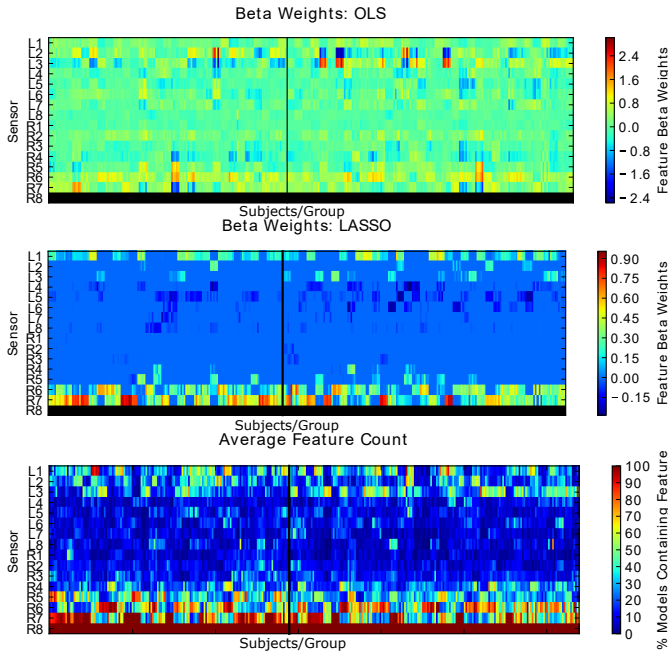 Beta Weights: OLS
L1
L2
L3
L4
L5
L6
L7
L8
R1
R2
R3
R4
R5
R6
R7
R8
Sensor
Subjects/Group
2.4
1.6
0.8
0.0
−0.8
−1.6
−2.4
Feature Beta Weights
Beta Weights: LASSO
L1
L2
L3
L4
L5
L6
L7
L8
R1
R2
R3
R4
R5
R6
R7
R8
Sensor
Subjects/Group
0.90
0.75
0.60
0.45
0.30
0.15
0.00
−0.15
Feature Beta Weights
Average Feature Count
L1
L2
L3
L4
L5
L6
L7
L8
R1
R2
R3
R4
R5
R6
R7
R8
Sensor
Subjects/Group
100
90
80
70
60
50
40
30
20
10
0
% Models Containing Feature